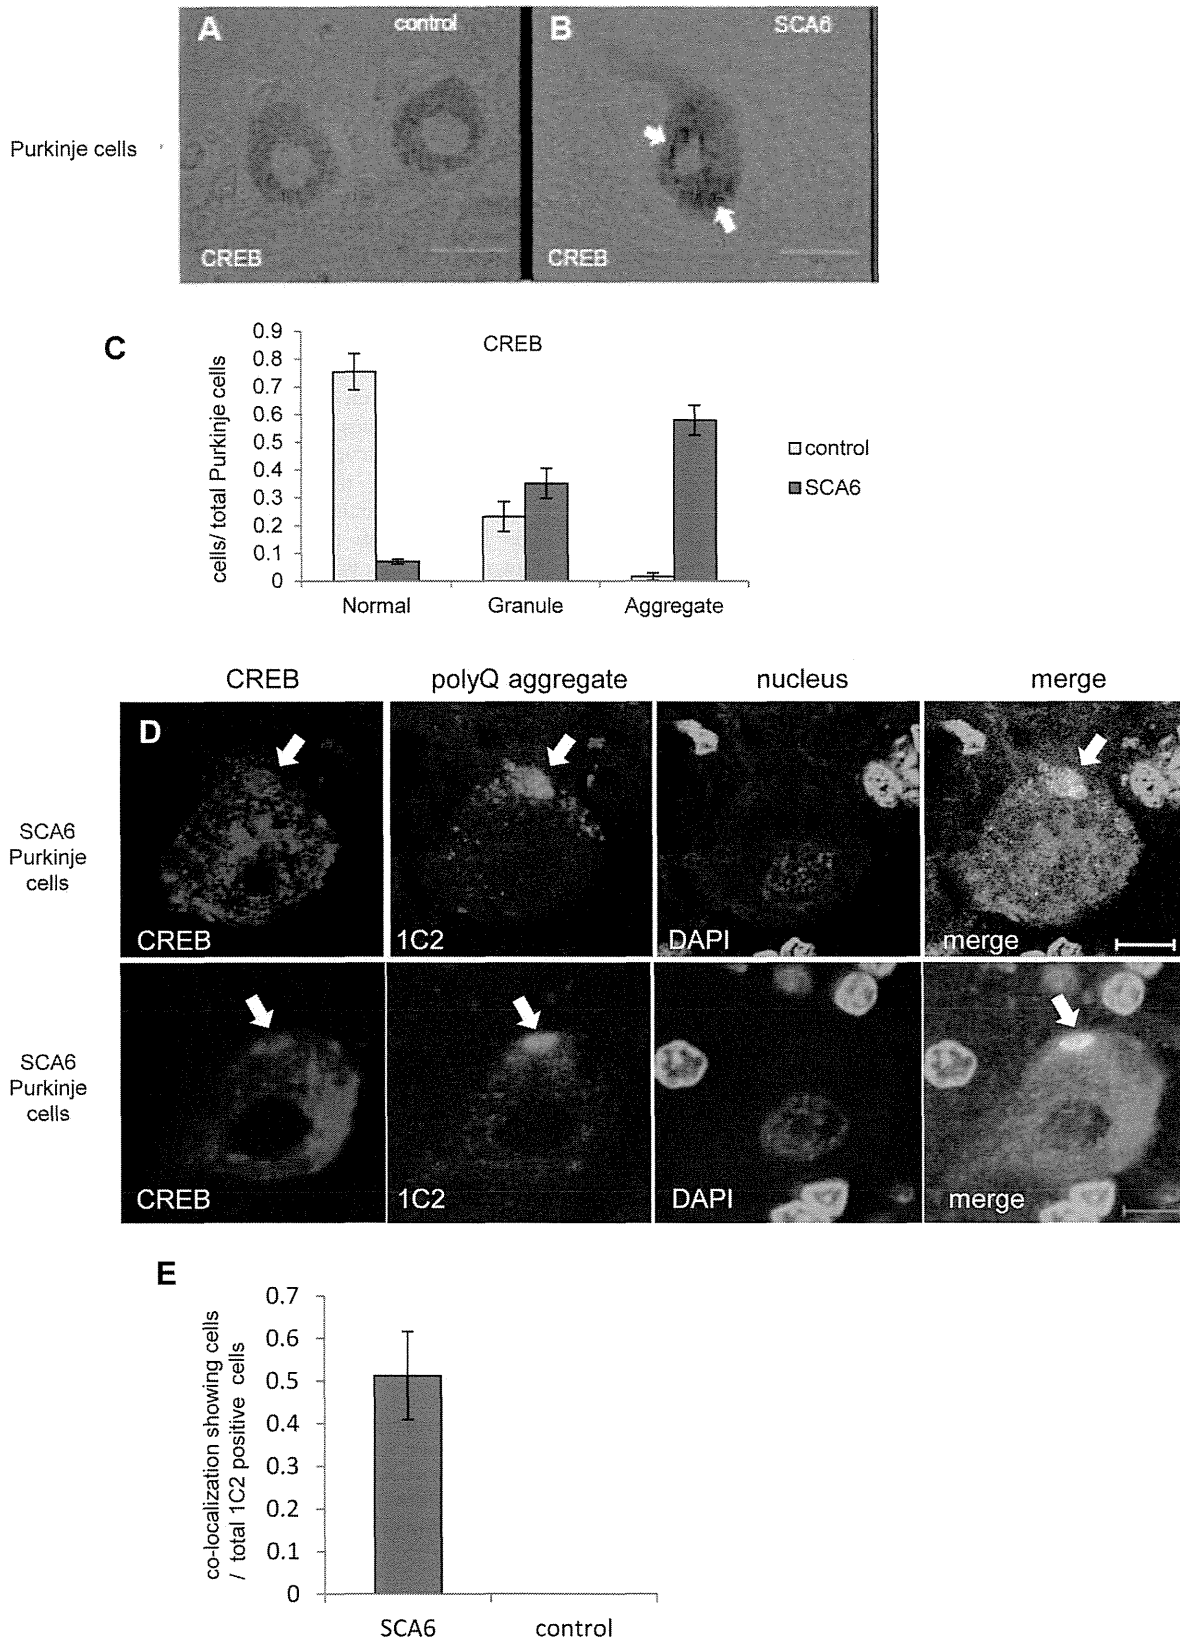 A control
B SCA6
Purkinje cells
CREB
CREB
C
CREB
cells/ total Purkinje cells
0.9
0.8
0.7
0.6
0.5
0.4
0.3
0.2
0.1
0
Normal Granule Aggregate
control
SCA6
CREB polyQ aggregate nucleus merge
D
SCA6
Purkinje
cells
CREB 1C2 DAPI merge
SCA6
Purkinje
cells
CREB 1C2 DAPI merge
E
co-localization showing cells
/ total 1C2 positive cells
0.7
0.6
0.5
0.4
0.3
0.2
0.1
0
SCA6 control